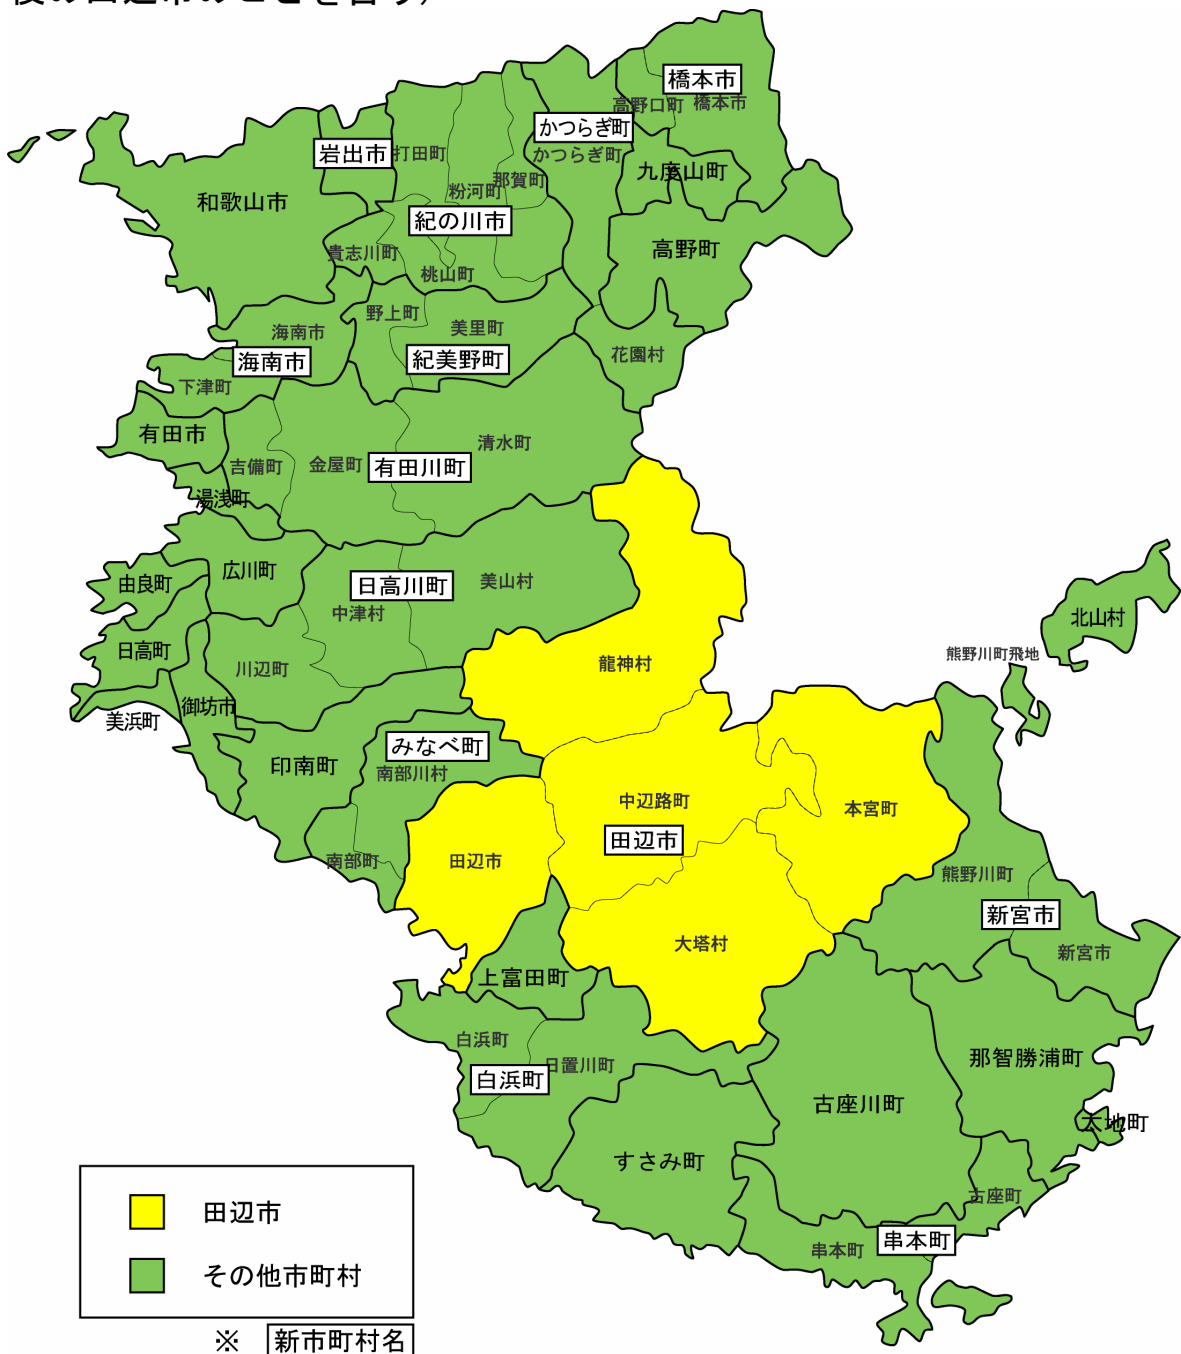 後の田辺市のことを言う）
橋本市
高野口町
橋本市
かつらぎ町
かつらぎ町
岩出市
打田町
那賀町
粉河町
九度山町
和歌山市
紀の川市
高野町
貴志川町
桃山町
野上町
海南市
美里町
花園村
海南市
紀美野町
下津町
有田市
清水町
吉備町
金屋町
有田川町
湯浅町
広川町
由良町
日高川町
美山村
中津村
北山村
日高町
熊野川町飛地
龍神村
川辺町
御坊市
美浜町
みなべ町
印南町
南部川村
中辺路町
本宮町
田辺市
南部町
田辺市
熊野川町
新宮市
大塔村
新宮市
上富田町
白浜町
日置川町
那智勝浦町
白浜町
古座川町
太地町
すさみ町
古座町
串本町
串本町
田辺市
その他市町村
※ 新市町村名